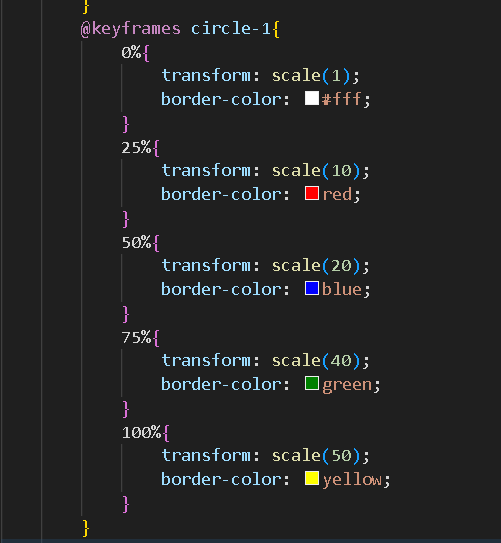 }
@keyframes circle-1{
0%{
transform: scale(1);
border-color: #fff;
}
25%{
transform: scale(10);
border-color: red;
}
50%{
transform: scale(20);
border-color: blue;
}
75%{
transform: scale(40);
border-color: green;
}
100%{
transform: scale(50);
border-color: yellow;
}
}